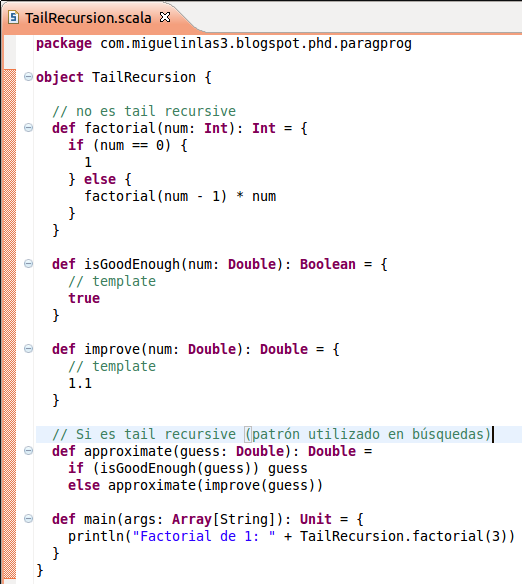 TailRecursion.scala
package com.miguelinlas3.blogspot.phd.paragprog
object TailRecursion {
// no es tail recursive
def factorial(num: Int): Int = {
if (num == 0) {
1
} else {
factorial(num - 1) * num
}
}
def isGoodEnough(num: Double): Boolean = {
// template
true
}
def improve(num: Double): Double = {
// template
1.1
}
// Si es tail recursive (patrón utilizado en búsquedas)
def approximate(guess: Double): Double =
if (isGoodEnough(guess)) guess
else approximate(improve(guess))
def main(args: Array[String]): Unit = {
println("Factorial de 1: " + TailRecursion.factorial(3))
}
}